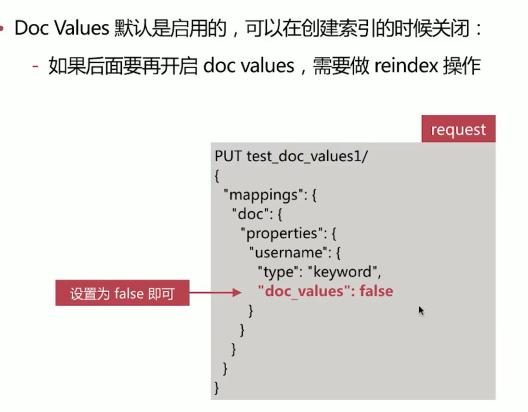 Doc Values 默认是启用的，可以在创建索引的时候关闭：
- 如果后面要再开启 doc values，需要做 reindex 操作
request
PUT test_doc_values1/
{
"mappings": {
"doc": {
"properties": {
"username": {
"type": "keyword",
设置为 false 即可
"doc_values": false
}
}
}
}
}